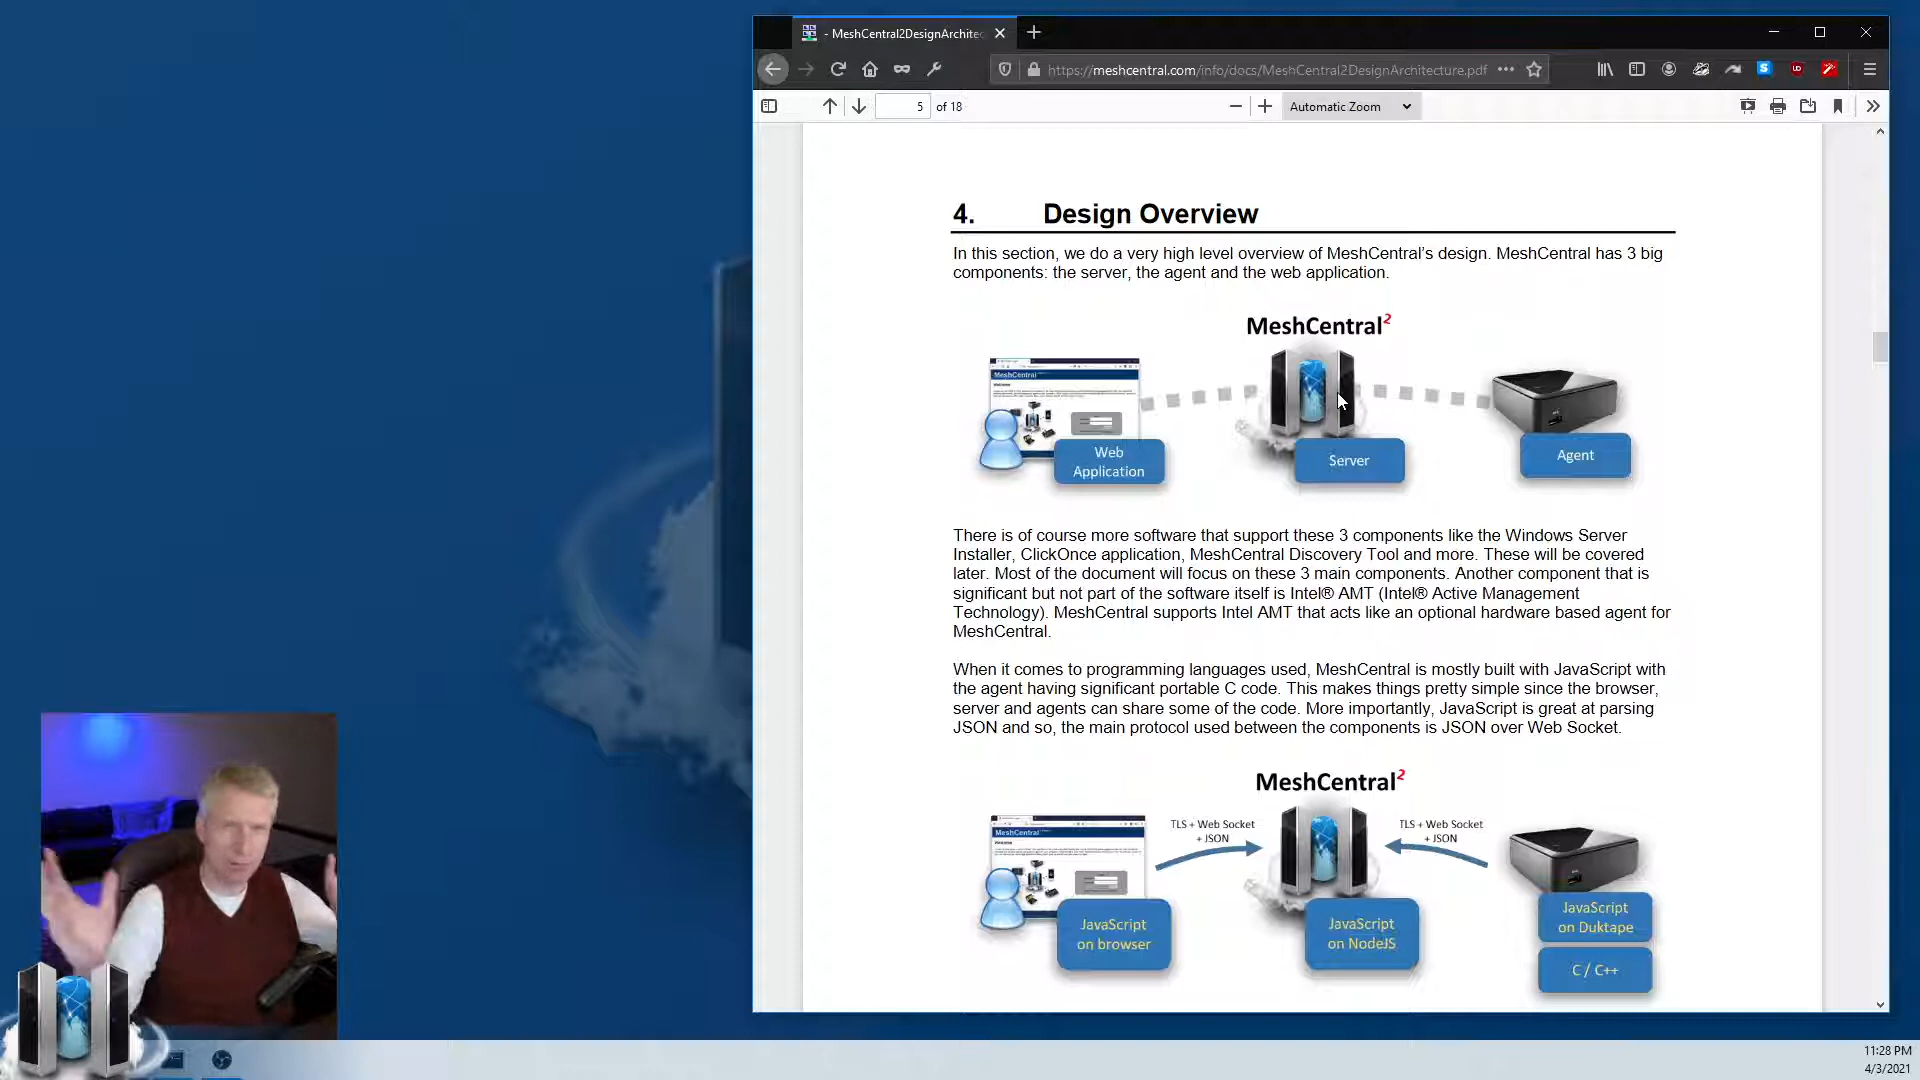 - MeshCentral2DesignArchitec
https://meshcentral.com/info/docs/MeshCentral2DesignArchitecture.pdf
5 of 18
Automatic Zoom
4. Design Overview
In this section, we do a very high level overview of MeshCentral's design. MeshCentral has 3 big
components: the server, the agent and the web application.
MeshCentral2
MeshCentral
Web
Application
Server
Agent
There is of course more software that support these 3 components like the Windows Server
Installer, ClickOnce application, MeshCentral Discovery Tool and more. These will be covered
later. Most of the document will focus on these 3 main components. Another component that is
significant but not part of the software itself is Intel® AMT (Intel® Active Management
Technology). MeshCentral supports Intel AMT that acts like an optional hardware based agent for
MeshCentral.
When it comes to programming languages used, MeshCentral is mostly built with JavaScript with
the agent having significant portable C code. This makes things pretty simple since the browser,
server and agents can share some of the code. More importantly, JavaScript is great at parsing
JSON and so, the main protocol used between the components is JSON over Web Socket.
MeshCentral2
MeshCentral
TLS + Web Socket
+ JSON
TLS + Web Socket
+ JSON
JavaScript
on browser
JavaScript
on NodeJS
JavaScript
on Duktape
C / C++
11:28 PM
4/3/2021